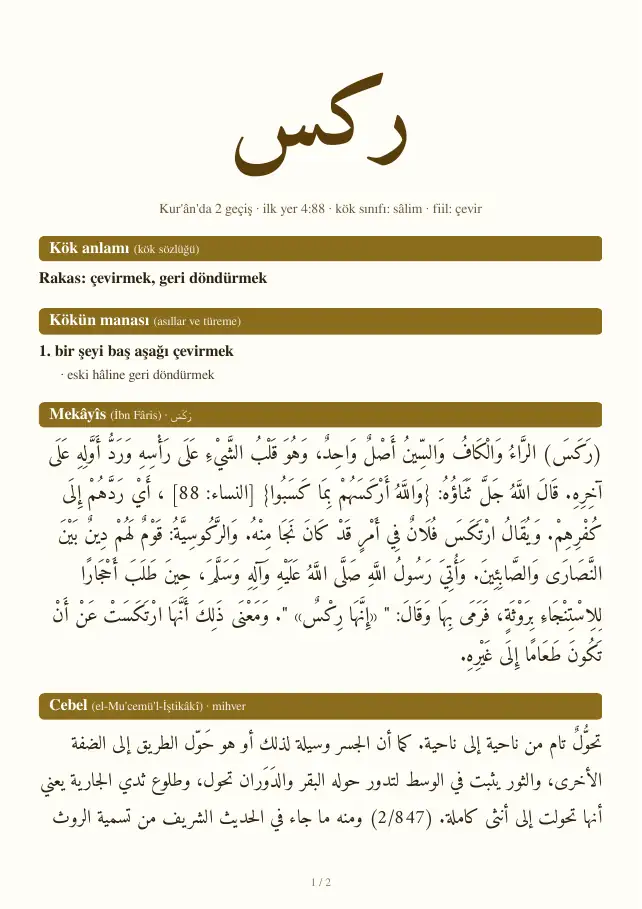 ركس
Kur'ân'da 2 geçiş · ilk yer 4:88 · kök sınıfı: sâlim · fiil: çevir
Kök anlamı (kök sözlüğü)
Rakas: çevirmek, geri döndürmek
Kökün manası (asıllar ve türeme)
1. bir şeyi baş aşağı çevirmek
· eski hâline geri döndürmek
Mekâyîs (İbn Fâris) · رَكَسَ
(رَكَسَ) الرَّاءُ وَالْكَافُ وَالسِّينُ أَصْلٌ وَاحِدٌ، وَهُوَ قَلْبُ الشَّيْءِ عَلَى رَأْسِهِ وَرَدُّ أَوَّلِهِ عَلَى
آخِرِهِ. قَالَ اللَّهُ جَلَّ ثَنَاؤُهُ: {وَاللَّهُ أَرْكَسَهُمْ بِمَا كَسَبُوا} [النساء: 88] ، أَيْ رَدَّهُمْ إِلَى
كُفْرِهِمْ. وَيُقَالُ ارْتَكَسَ فُلَانٌ فِي أَمْرٍ قَدْ كَانَ نَجَا مِنْهُ. وَالرَّكُوسِيَّةُ: قَوْمٌ لَهُمْ دِينٌ بَيْنَ
النَّصَارَى وَالصَّابِئِينَ. وَأُتِيَ رَسُولُ اللَّهِ صَلَّى اللَّهُ عَلَيْهِ وَآلِهِ وَسَلَّمَ، حِينَ طَلَبَ أَحْجَارًا
لِلِاسْتِنْجَاءِ بِرَوْثَةٍ، فَرَمَى بِهَا وَقَالَ: " «إِنَّهَا رِكْسٌ» ". وَمَعْنَى ذَلِكَ أَنَّهَا ارْتَكَسَتْ عَنْ أَنْ
تَكُونَ طَعَامًا إِلَى غَيْرِهِ.
Cebel (el-Mu'cemü'l-İştikâkî) · mihver
تحوُّلٌ تام من ناحية إلى ناحية. كما أن الجسر وسيلة لذلك أو هو حَوّل الطريق إلى الضفة
الأخرى، والثور يثبت في الوسط لتدور حوله البقر والدَوَران تحول، وطلوع ثدي الجارية يعني
أنها تحولت إلى أنثى كاملة. (2/847) ومنه ما جاء في الحديث الشريف من تسمية الروث
1 / 2